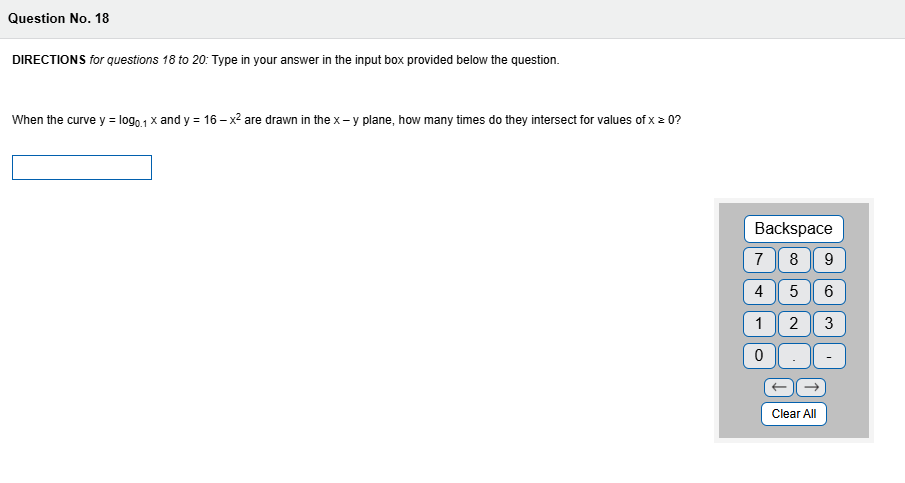 Question No. 18
DIRECTIONS for questions 18 to 20: Type in your answer in the input box provided below the question.
When the curve y = log₀.₁ x and y = 16 – x² are drawn in the x – y plane, how many times do they intersect for values of x ≥ 0?
Backspace
7 8 9
4 5 6
1 2 3
0 . -
← →
Clear All